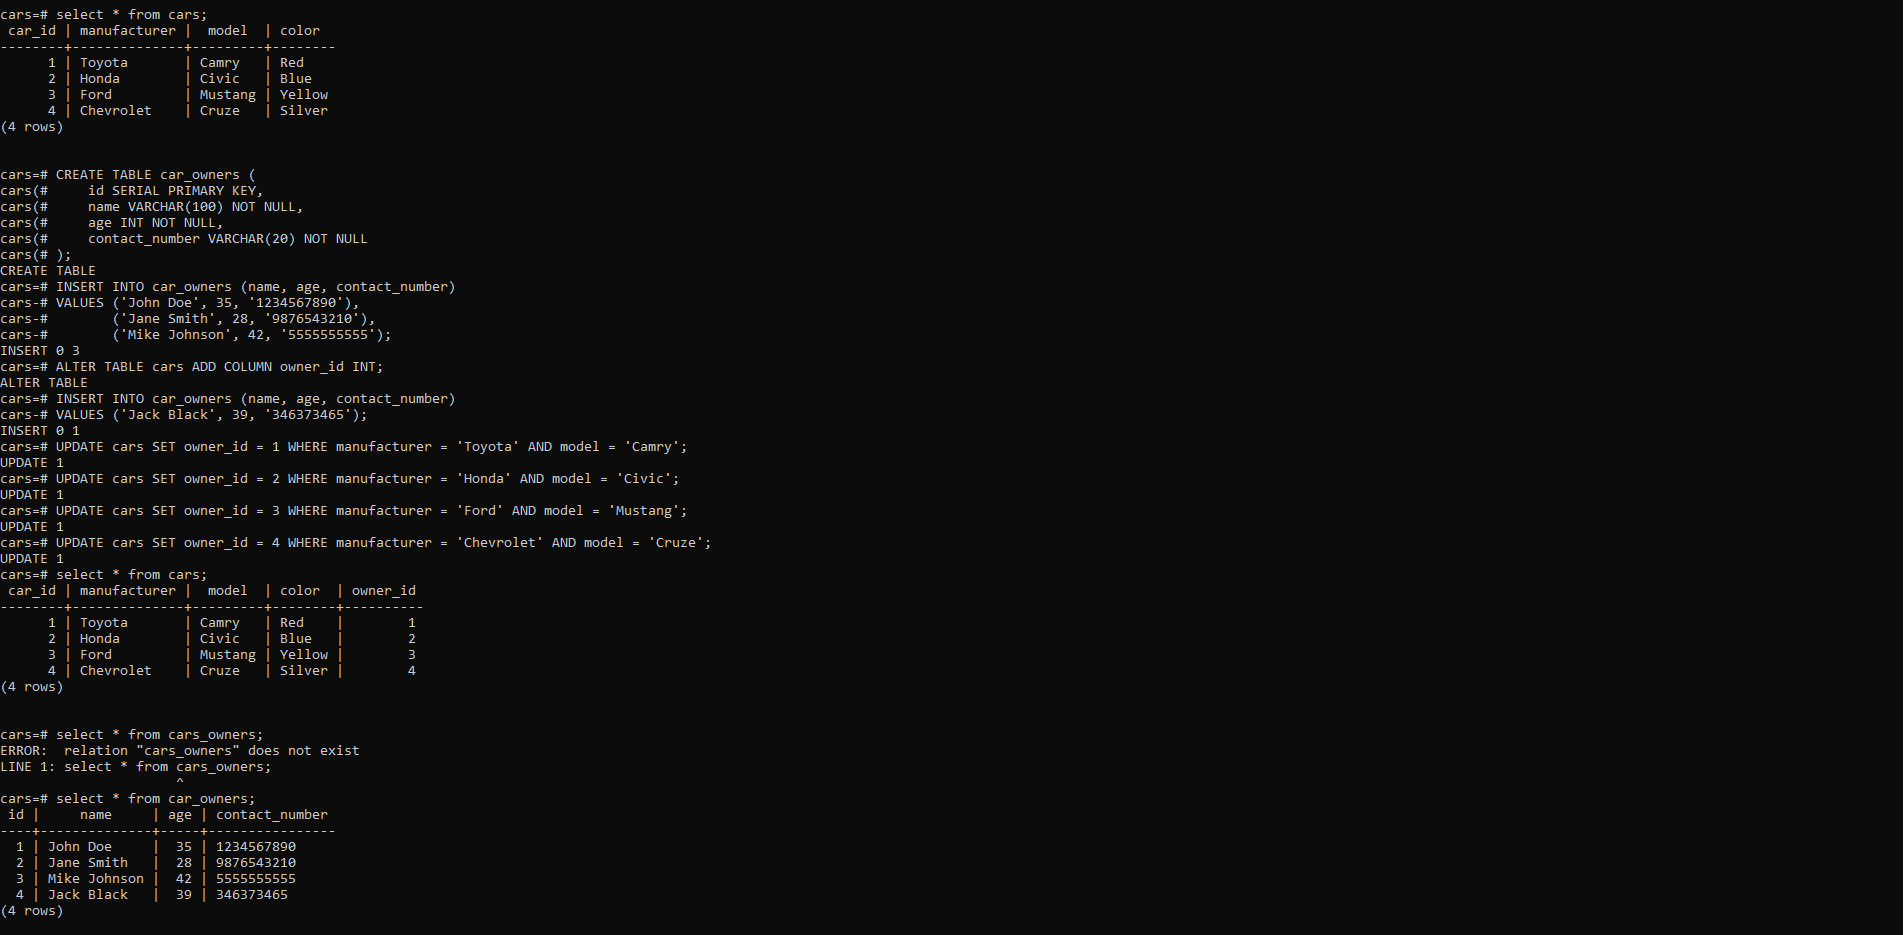 cars=# select * from cars;
 car_id | manufacturer |  model  | color
--------+--------------+---------+--------
      1 | Toyota       | Camry   | Red
      2 | Honda        | Civic   | Blue
      3 | Ford         | Mustang | Yellow
      4 | Chevrolet    | Cruze   | Silver
(4 rows)
cars=# CREATE TABLE car_owners (
cars(#     id SERIAL PRIMARY KEY,
cars(#     name VARCHAR(100) NOT NULL,
cars(#     age INT NOT NULL,
cars(#     contact_number VARCHAR(20) NOT NULL
cars(# );
CREATE TABLE
cars=# INSERT INTO car_owners (name, age, contact_number)
cars-# VALUES ('John Doe', 35, '1234567890'),
cars-#        ('Jane Smith', 28, '9876543210'),
cars-#        ('Mike Johnson', 42, '5555555555');
INSERT 0 3
cars=# ALTER TABLE cars ADD COLUMN owner_id INT;
ALTER TABLE
cars=# INSERT INTO car_owners (name, age, contact_number)
cars-# VALUES ('Jack Black', 39, '346373465');
INSERT 0 1
cars=# UPDATE cars SET owner_id = 1 WHERE manufacturer = 'Toyota' AND model = 'Camry';
UPDATE 1
cars=# UPDATE cars SET owner_id = 2 WHERE manufacturer = 'Honda' AND model = 'Civic';
UPDATE 1
cars=# UPDATE cars SET owner_id = 3 WHERE manufacturer = 'Ford' AND model = 'Mustang';
UPDATE 1
cars=# UPDATE cars SET owner_id = 4 WHERE manufacturer = 'Chevrolet' AND model = 'Cruze';
UPDATE 1
cars=# select * from cars;
 car_id | manufacturer |  model  | color  | owner_id
--------+--------------+---------+--------+----------
      1 | Toyota       | Camry   | Red    |        1
      2 | Honda        | Civic   | Blue   |        2
      3 | Ford         | Mustang | Yellow |        3
      4 | Chevrolet    | Cruze   | Silver |        4
(4 rows)
cars=# select * from cars_owners;
ERROR:  relation "cars_owners" does not exist
LINE 1: select * from cars_owners;
                      ^
cars=# select * from car_owners;
 id |     name     | age | contact_number
----+--------------+-----+----------------
  1 | John Doe     |  35 | 1234567890
  2 | Jane Smith   |  28 | 9876543210
  3 | Mike Johnson |  42 | 5555555555
  4 | Jack Black   |  39 | 346373465
(4 rows)